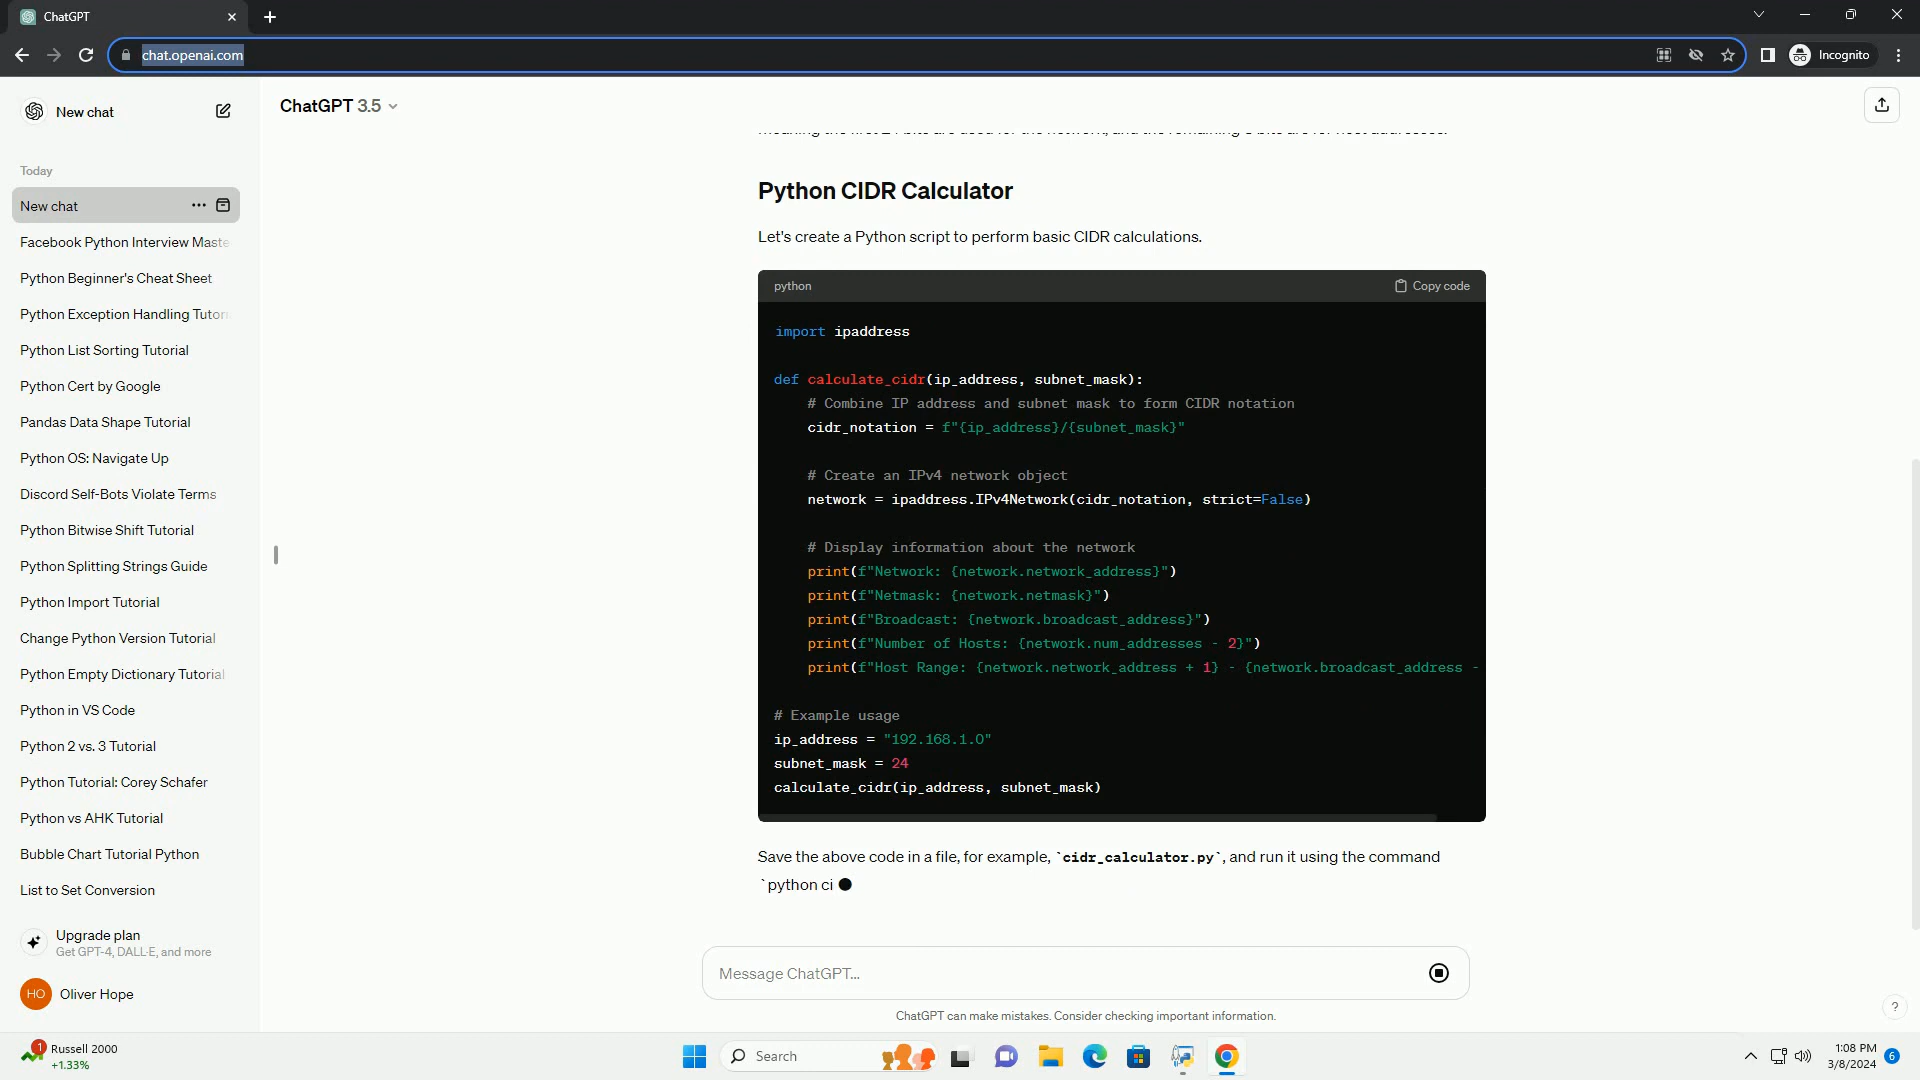 ChatGPT
chat.openai.com
Incognito
New chat
ChatGPT 3.5
Today
New chat
Facebook Python Interview Maste
Python Beginner's Cheat Sheet
Python Exception Handling Tutori
Python List Sorting Tutorial
Python Cert by Google
Pandas Data Shape Tutorial
Python OS: Navigate Up
Discord Self-Bots Violate Terms
Python Bitwise Shift Tutorial
Python Splitting Strings Guide
Python Import Tutorial
Change Python Version Tutorial
Python Empty Dictionary Tutorial
Python in VS Code
Python 2 vs. 3 Tutorial
Python Tutorial: Corey Schafer
Python vs AHK Tutorial
Bubble Chart Tutorial Python
List to Set Conversion
Upgrade plan
Get GPT-4, DALL·E, and more
HO Oliver Hope
Python CIDR Calculator
Let's create a Python script to perform basic CIDR calculations.
python Copy code
import ipaddress
def calculate_cidr(ip_address, subnet_mask):
# Combine IP address and subnet mask to form CIDR notation
cidr_notation = f"{ip_address}/{subnet_mask}"
# Create an IPv4 network object
network = ipaddress.IPv4Network(cidr_notation, strict=False)
# Display information about the network
print(f"Network: {network.network_address}")
print(f"Netmask: {network.netmask}")
print(f"Broadcast: {network.broadcast_address}")
print(f"Number of Hosts: {network.num_addresses - 2}")
print(f"Host Range: {network.network_address + 1} - {network.broadcast_address -
# Example usage
ip_address = "192.168.1.0"
subnet_mask = 24
calculate_cidr(ip_address, subnet_mask)
Save the above code in a file, for example, `cidr_calculator.py`, and run it using the command
`python ci
Message ChatGPT...
ChatGPT can make mistakes. Consider checking important information.
?
1 Russell 2000
+1.33%
Search
1:08 PM
3/8/2024
6